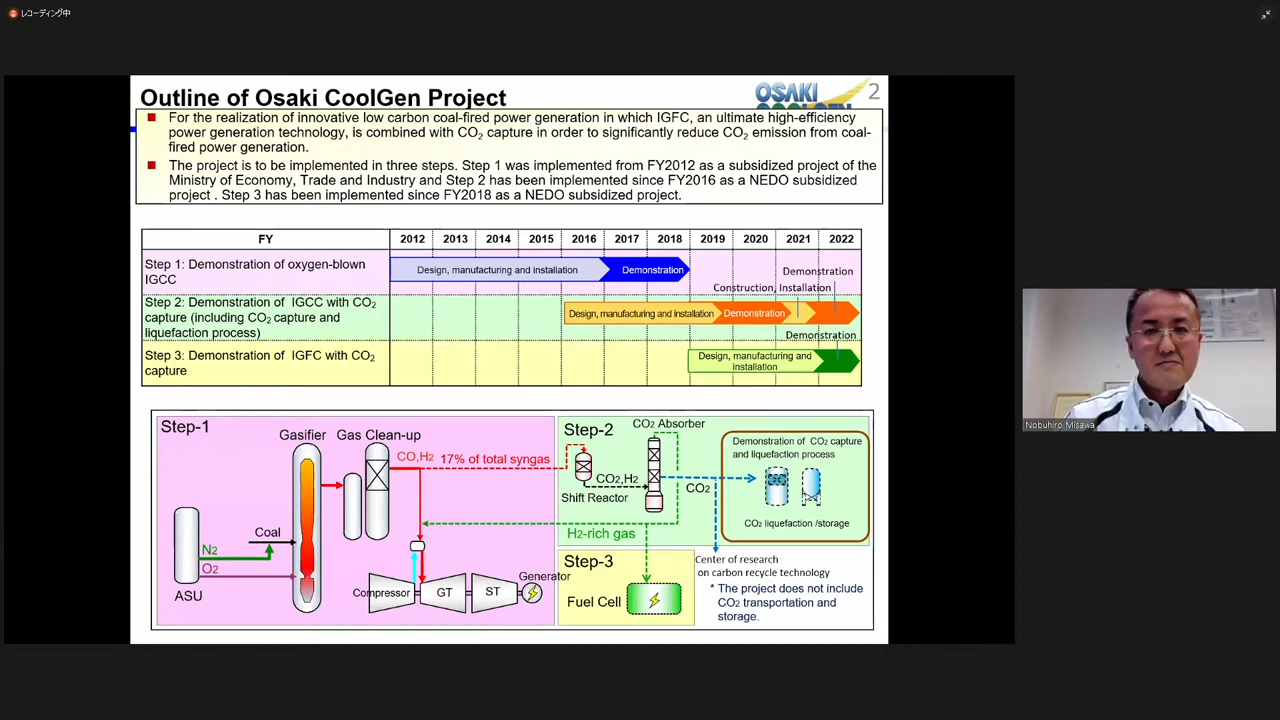 レコーディング中
Outline of Osaki CoolGen Project
OSAKI
COOLGEN
2
■ For the realization of innovative low carbon coal-fired power generation in which IGFC, an ultimate high-efficiency
power generation technology, is combined with CO2 capture in order to significantly reduce CO2 emission from coal-
fired power generation.
■ The project is to be implemented in three steps. Step 1 was implemented from FY2012 as a subsidized project of the
Ministry of Economy, Trade and Industry and Step 2 has been implemented since FY2016 as a NEDO subsidized
project . Step 3 has been implemented since FY2018 as a NEDO subsidized project.
FY 2012 2013 2014 2015 2016 2017 2018 2019 2020 2021 2022
Step 1: Demonstration of oxygen-blown
IGCC
Design, manufacturing and installation
Demonstration
Demonstration
Construction, Installation
Step 2: Demonstration of IGCC with CO2
capture (including CO2 capture and
liquefaction process)
Design, manufacturing and installation
Demonstration
Demonstration
Step 3: Demonstration of IGFC with CO2
capture
Design, manufacturing and
installation
Step-1
Gasifier
Gas Clean-up
CO,H2
17% of total syngas
Coal
N2
O2
ASU
Compressor
GT
ST
Generator
Step-2
CO2 Absorber
CO2,H2
Shift Reactor
CO2
H2-rich gas
Demonstration of CO2 capture
and liquefaction process
CO2 liquefaction /storage
Step-3
Fuel Cell
Center of research
on carbon recycle technology
* The project does not include
CO2 transportation and
storage.
Nobuhiro Misawa